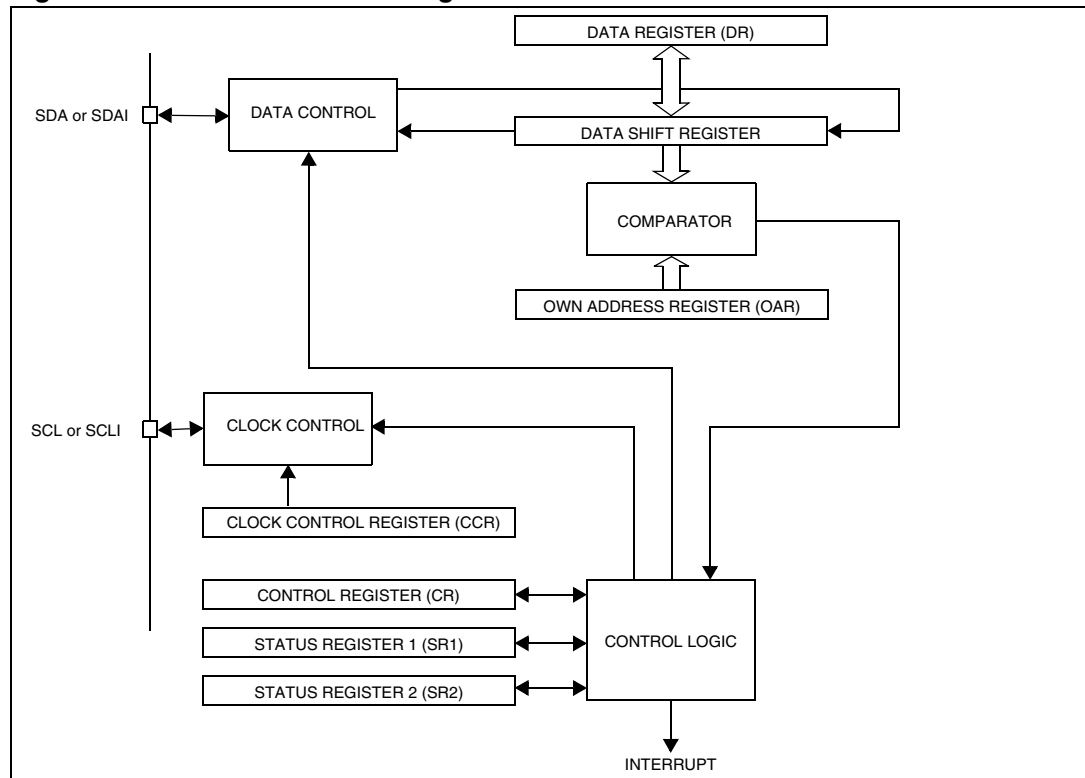 DATA REGISTER (DR)
SDA or SDAI
DATA CONTROL
DATA SHIFT REGISTER
COMPARATOR
OWN ADDRESS REGISTER (OAR)
SCL or SCLI
CLOCK CONTROL
CLOCK CONTROL REGISTER (CCR)
CONTROL REGISTER (CR)
STATUS REGISTER 1 (SR1)
CONTROL LOGIC
STATUS REGISTER 2 (SR2)
INTERRUPT